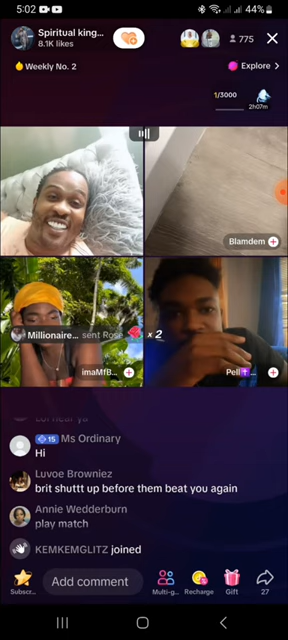 5:02
44%
Spiritual king...
8.1K likes
775
Weekly No. 2
Explore >
1/3000
2h07m
Blamdem
Millionaire... sent Rose x 2
imaMfB...
Pell✝️...
15 Ms Ordinary
Hi
Luvoe Browniez
brit shuttt up before them beat you again
Annie Wedderburn
play match
KEMKEMGLITZ joined
Subscr...
Add comment
Multi-g...
Recharge
Gift
27